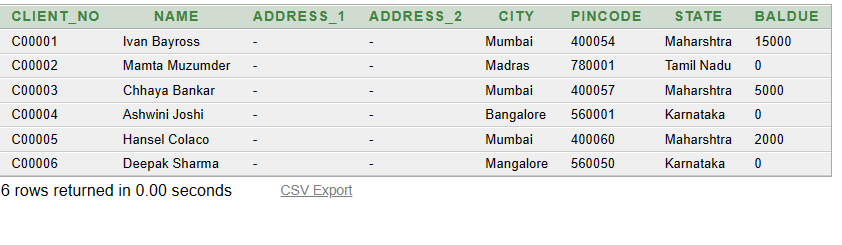 CLIENT_NO NAME ADDRESS_1 ADDRESS_2 CITY PINCODE STATE BALDUE
C00001 Ivan Bayross - - Mumbai 400054 Maharshtra 15000
C00002 Mamta Muzumder - - Madras 780001 Tamil Nadu 0
C00003 Chhaya Bankar - - Mumbai 400057 Maharshtra 5000
C00004 Ashwini Joshi - - Bangalore 560001 Karnataka 0
C00005 Hansel Colaco - - Mumbai 400060 Maharshtra 2000
C00006 Deepak Sharma - - Mangalore 560050 Karnataka 0
6 rows returned in 0.00 seconds CSV Export